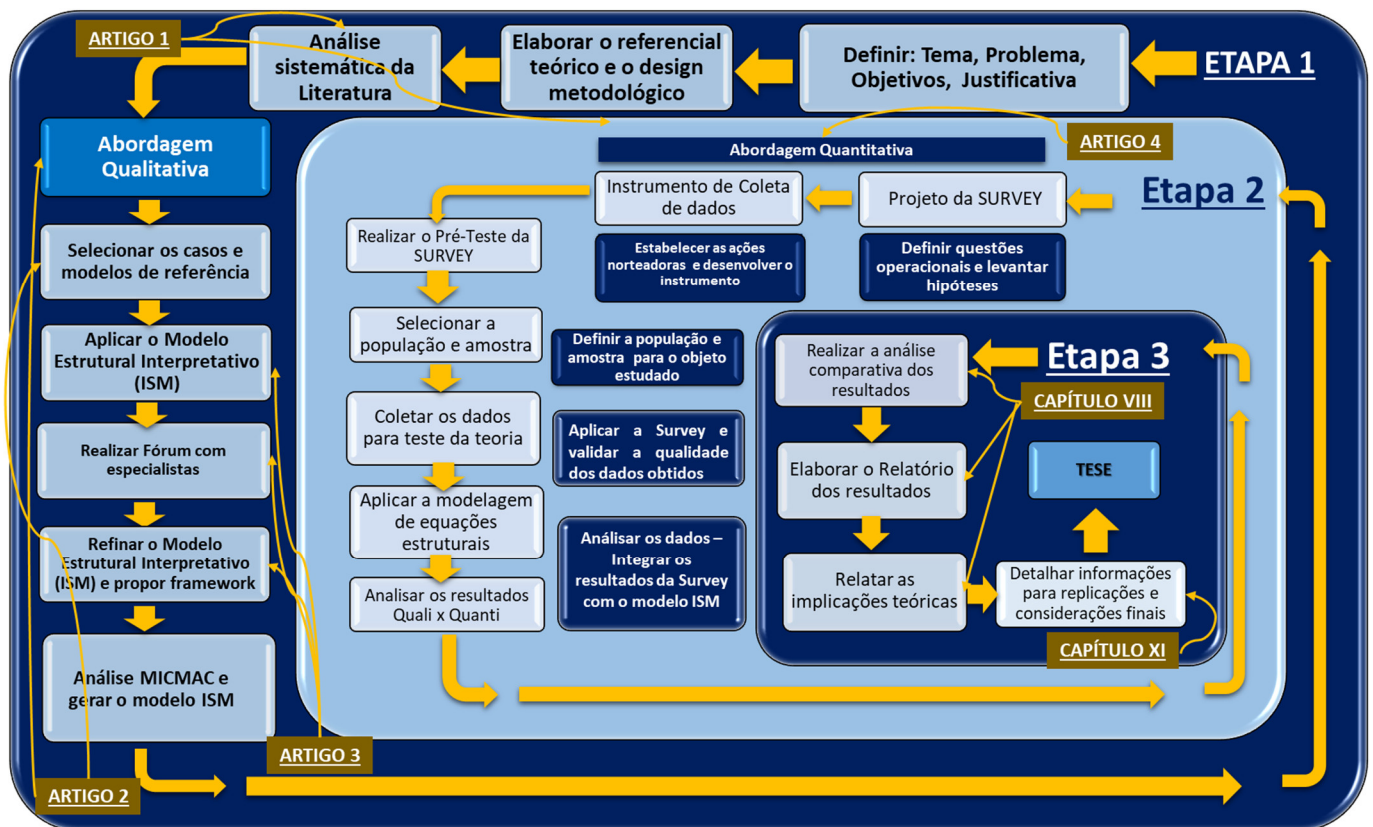 ARTIGO 1
Análise
sistemática da
Literatura
Elaborar o referencial
teórico e o design
metodológico
Definir: Tema, Problema,
Objetivos, Justificativa
ETAPA 1
Abordagem
Qualitativa
Selecionar os casos e
modelos de referência
Aplicar o Modelo
Estrutural Interpretativo
(ISM)
Realizar Fórum com
especialistas
Refinar o Modelo
Estrutural Interpretativo
(ISM) e propor framework
Análise MICMAC e
gerar o modelo ISM
ARTIGO 2
ARTIGO 3
Abordagem Quantitativa
ARTIGO 4
Etapa 2
Projeto da SURVEY
Definir questões
operacionais e levantar
hipóteses
Instrumento de Coleta
de dados
Estabelecer as ações
norteadoras e desenvolver o
instrumento
Realizar o Pré-Teste da
SURVEY
Selecionar a
população e amostra
Definir a população e
amostra para o objeto
estudado
Coletar os dados
para teste da teoria
Aplicar a Survey e
validar a qualidade
dos dados obtidos
Aplicar a modelagem
de equações
estruturais
Análisar os dados –
Integrar os
resultados da Survey
com o modelo ISM
Analisar os resultados
Quali x Quanti
Etapa 3
Realizar a análise
comparativa dos
resultados
CAPÍTULO VIII
Elaborar o Relatório
dos resultados
TESE
Relatar as
implicações teóricas
Detalhar informações
para replicações e
considerações finais
CAPÍTULO XI